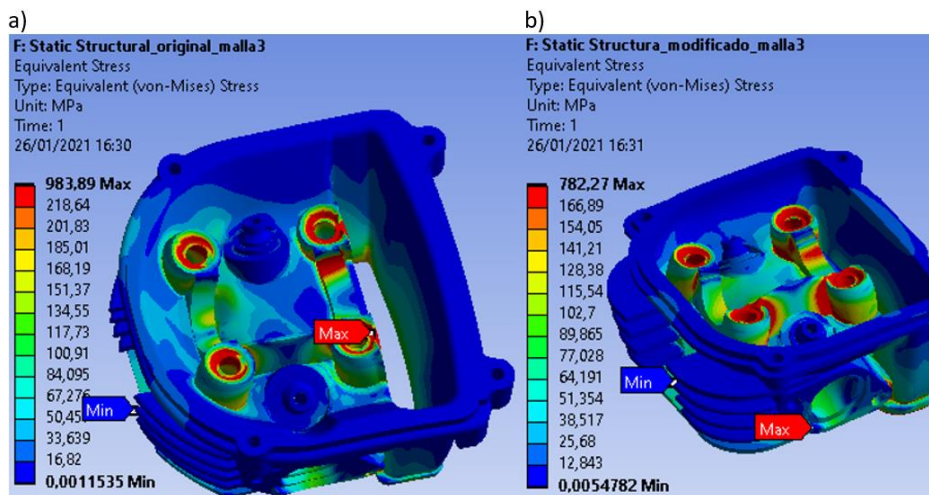 a)
F: Static Structural_original_malla3
Equivalent Stress
Type: Equivalent (von-Mises) Stress
Unit: MPa
Time: 1
26/01/2021 16:30
983,89 Max
218,64
201,83
185,01
168,19
151,37
134,55
117,73
100,91
84,095
67,276
50,458
33,639
16,82
0,0011535 Min
Max
Min
b)
F: Static Structura_modificado_malla3
Equivalent Stress
Type: Equivalent (von-Mises) Stress
Unit: MPa
Time: 1
26/01/2021 16:31
782,27 Max
166,89
154,05
141,21
128,38
115,54
102,7
89,865
77,028
64,191
51,354
38,517
25,68
12,843
0,0054782 Min
Min
Max